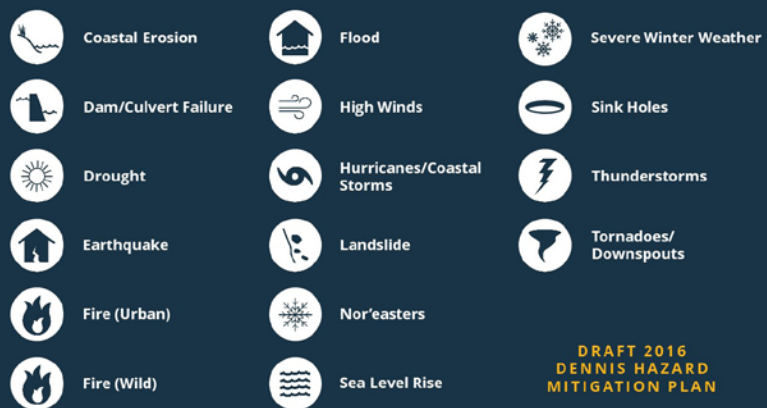 Coastal Erosion
Dam/Culvert Failure
Drought
Earthquake
Fire (Urban)
Fire (Wild)
Flood
High Winds
Hurricanes/Coastal
Storms
Landslide
Nor'easters
Sea Level Rise
Severe Winter Weather
Sink Holes
Thunderstorms
Tornadoes/
Downspouts
DRAFT 2016
DENNIS HAZARD
MITIGATION PLAN